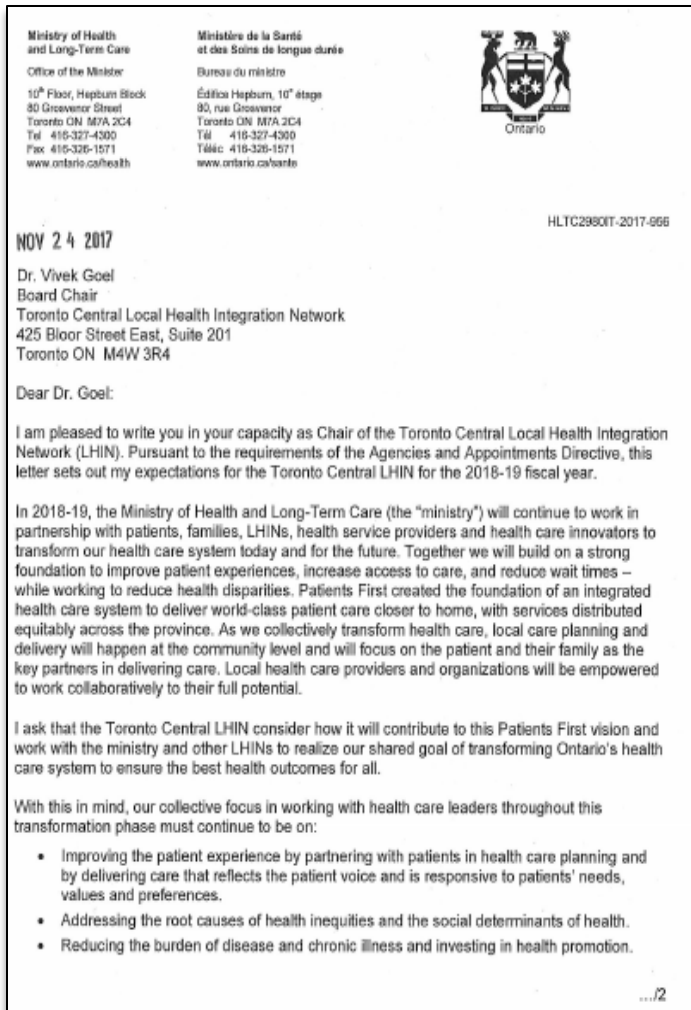 Ministry of Health
and Long-Term Care
Office of the Minister
10th Floor, Hepburn Block
80 Grosvenor Street
Toronto ON M7A 2C4
Tel 416-327-4300
Fax 416-326-1571
www.ontario.ca/health
Ministère de la Santé
et des Soins de longue durée
Bureau du ministre
Édifice Hepburn, 10e étage
80, rue Grosvenor
Toronto ON M7A 2C4
Tél 416-327-4300
Téléc 416-326-1571
www.ontario.ca/sante
Ontario
HLTC2980IT-2017-956
NOV 24 2017
Dr. Vivek Goel
Board Chair
Toronto Central Local Health Integration Network
425 Bloor Street East, Suite 201
Toronto ON M4W 3R4
Dear Dr. Goel:
I am pleased to write you in your capacity as Chair of the Toronto Central Local Health Integration
Network (LHIN). Pursuant to the requirements of the Agencies and Appointments Directive, this
letter sets out my expectations for the Toronto Central LHIN for the 2018-19 fiscal year.
In 2018-19, the Ministry of Health and Long-Term Care (the “ministry”) will continue to work in
partnership with patients, families, LHINs, health service providers and health care innovators to
transform our health care system today and for the future. Together we will build on a strong
foundation to improve patient experiences, increase access to care, and reduce wait times –
while working to reduce health disparities. Patients First created the foundation of an integrated
health care system to deliver world-class patient care closer to home, with services distributed
equitably across the province. As we collectively transform health care, local care planning and
delivery will happen at the community level and will focus on the patient and their family as the
key partners in delivering care. Local health care providers and organizations will be empowered
to work collaboratively to their full potential.
I ask that the Toronto Central LHIN consider how it will contribute to this Patients First vision and
work with the ministry and other LHINs to realize our shared goal of transforming Ontario's health
care system to ensure the best health outcomes for all.
With this in mind, our collective focus in working with health care leaders throughout this
transformation phase must continue to be on:
• Improving the patient experience by partnering with patients in health care planning and
by delivering care that reflects the patient voice and is responsive to patients' needs,
values and preferences.
• Addressing the root causes of health inequities and the social determinants of health.
• Reducing the burden of disease and chronic illness and investing in health promotion.
.../2